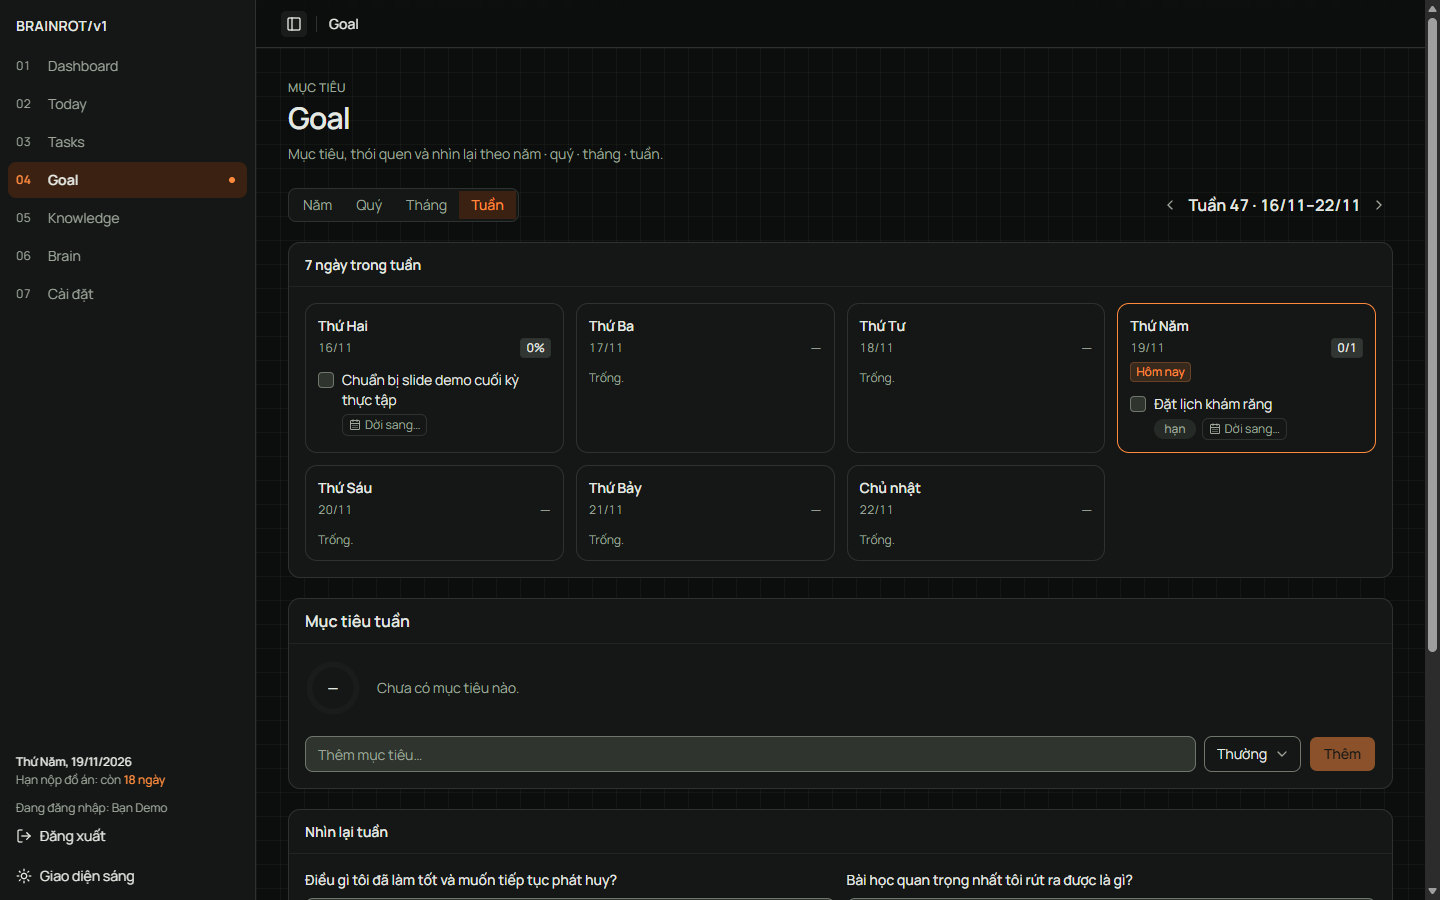 BRAINROT/v1
01 Dashboard
02 Today
03 Tasks
04 Goal
05 Knowledge
06 Brain
07 Cài đặt
Thứ Năm, 19/11/2026
Hạn nộp đồ án: còn 18 ngày
Đang đăng nhập: Bạn Demo
Đăng xuất
Giao diện sáng
Goal
MỤC TIÊU
Goal
Mục tiêu, thói quen và nhìn lại theo năm · quý · tháng · tuần.
Năm Quý Tháng Tuần
Tuần 47 · 16/11–22/11
7 ngày trong tuần
Thứ Hai
16/11 0%
Chuẩn bị slide demo cuối kỳ
thực tập
Dời sang...
Thứ Ba
17/11 —
Trống.
Thứ Tư
18/11 —
Trống.
Thứ Năm
19/11 0/1
Hôm nay
Đặt lịch khám răng
hạn Dời sang...
Thứ Sáu
20/11 —
Trống.
Thứ Bảy
21/11 —
Trống.
Chủ nhật
22/11 —
Trống.
Mục tiêu tuần
– Chưa có mục tiêu nào.
Thêm mục tiêu... Thường Thêm
Nhìn lại tuần
Điều gì tôi đã làm tốt và muốn tiếp tục phát huy?
Bài học quan trọng nhất tôi rút ra được là gì?